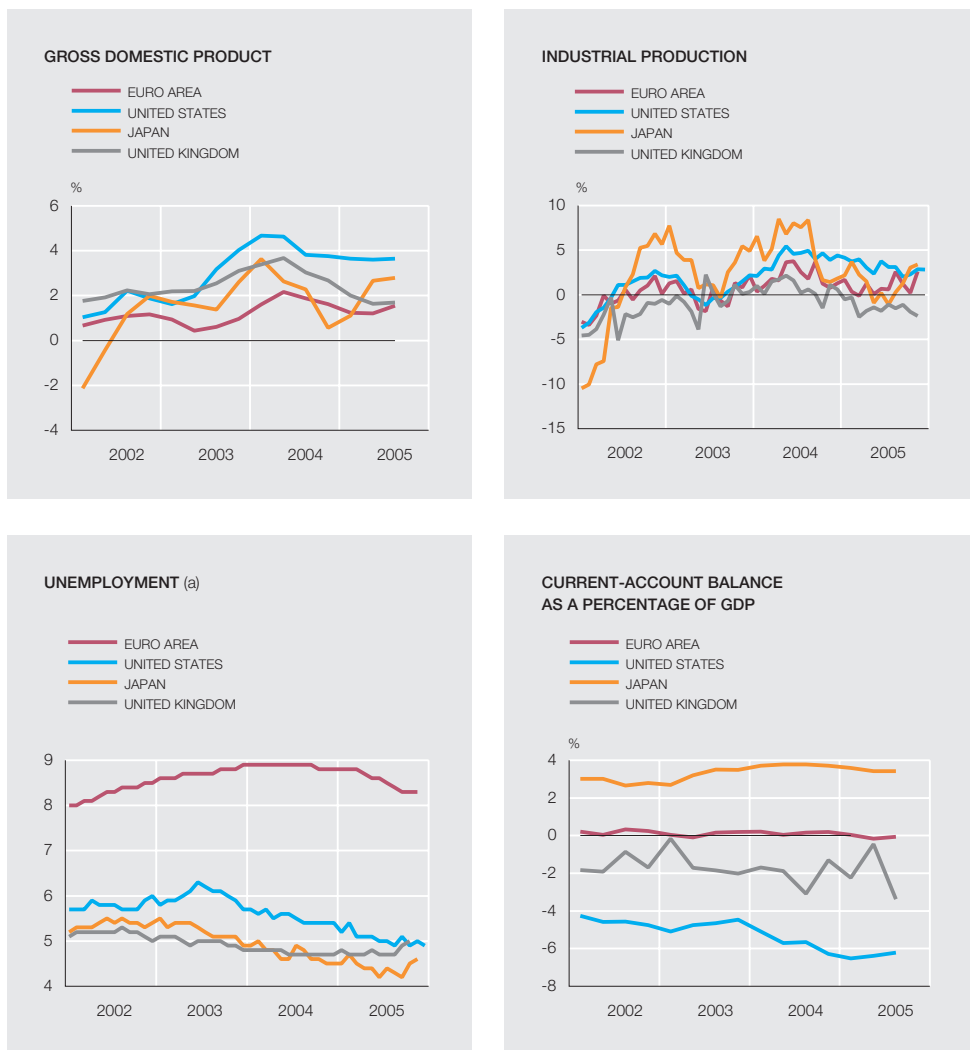 GROSS DOMESTIC PRODUCT
EURO AREA
UNITED STATES
JAPAN
UNITED KINGDOM
%
6
4
2
0
-2
-4
2002 2003 2004 2005
INDUSTRIAL PRODUCTION
EURO AREA
UNITED STATES
JAPAN
UNITED KINGDOM
%
10
5
0
-5
-10
-15
2002 2003 2004 2005
UNEMPLOYMENT (a)
EURO AREA
UNITED STATES
JAPAN
UNITED KINGDOM
9
8
7
6
5
4
2002 2003 2004 2005
CURRENT-ACCOUNT BALANCE
AS A PERCENTAGE OF GDP
EURO AREA
UNITED STATES
JAPAN
UNITED KINGDOM
%
4
2
0
-2
-4
-6
-8
2002 2003 2004 2005